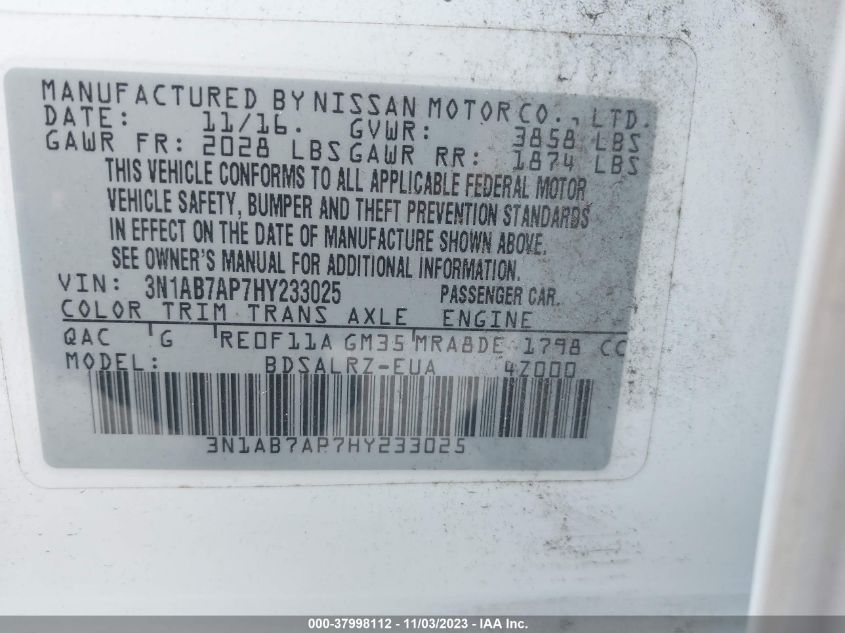 MANUFACTURED BY NISSAN MOTOR CO., LTD.
DATE: 11/16. GVWR: 3858 LBS
GAWR FR: 2028 LBS GAWR RR: 1874 LBS
THIS VEHICLE CONFORMS TO ALL APPLICABLE FEDERAL MOTOR
VEHICLE SAFETY, BUMPER AND THEFT PREVENTION STANDARDS
IN EFFECT ON THE DATE OF MANUFACTURE SHOWN ABOVE.
SEE OWNER'S MANUAL FOR ADDITIONAL INFORMATION.
VIN: 3N1AB7AP7HY233025 PASSENGER CAR.
COLOR TRIM TRANS AXLE ENGINE
QAC G RE0F11A GM35 MRA8DE 1798 CC
MODEL: BDSALRZ-EUA 4Z000
3N1AB7AP7HY233025
000-37998112 - 11/03/2023 - 47516 -